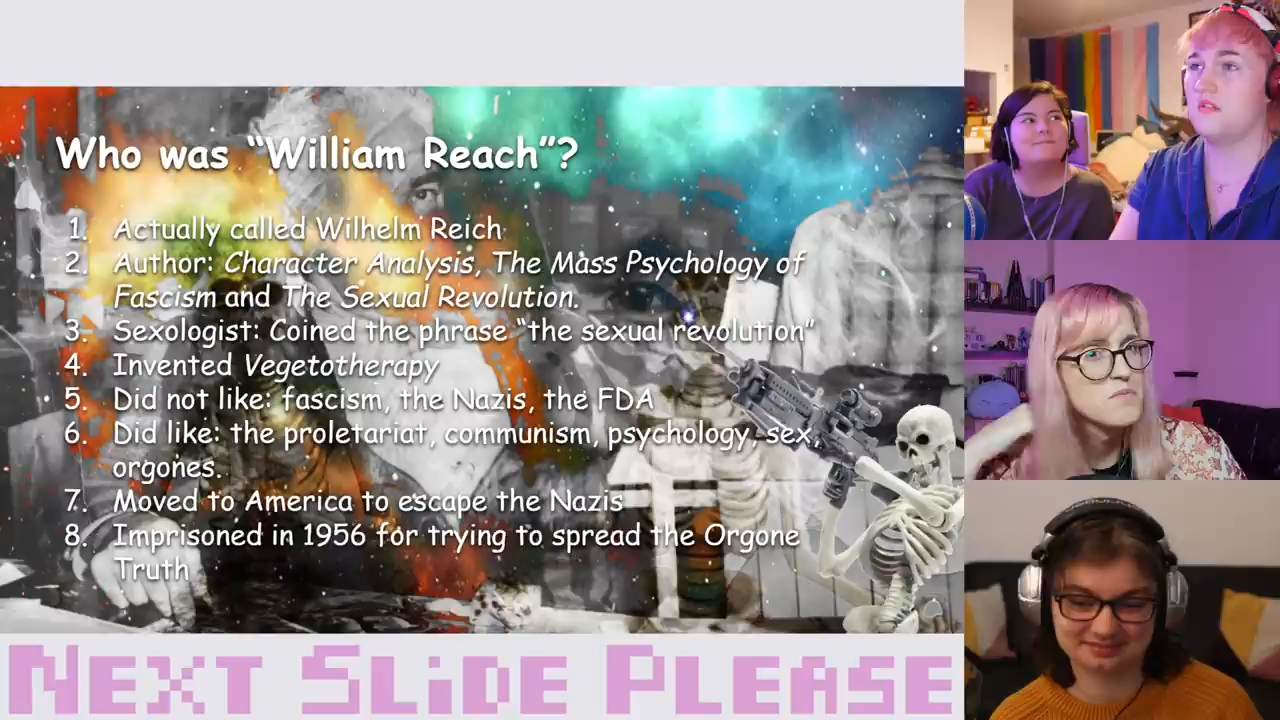 Who was “William Reach”?
1. Actually called Wilhelm Reich
2. Author: Character Analysis, The Mass Psychology of
Fascism and The Sexual Revolution.
3. Sexologist: Coined the phrase “the sexual revolution”
4. Invented Vegetotherapy
5. Did not like: fascism, the Nazis, the FDA
6. Did like: the proletariat, communism, psychology, sex,
orgones.
7. Moved to America to escape the Nazis
8. Imprisoned in 1956 for trying to spread the Orgone
Truth
NEXT SLIDE PLEASE